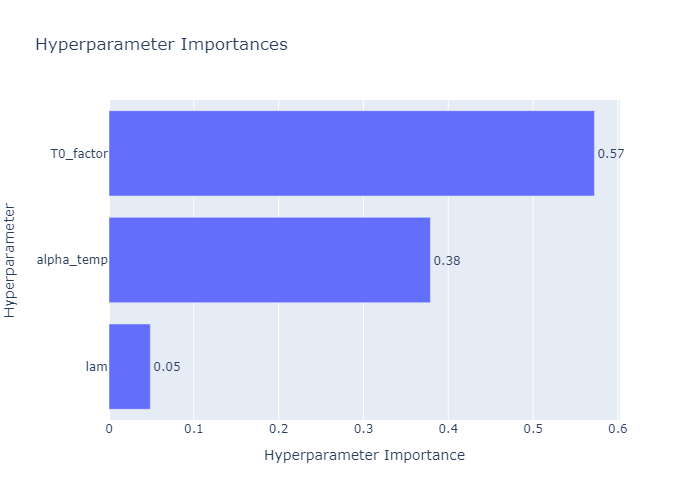 Hyperparameter Importances
Hyperparameter
T0_factor
0.57
alpha_temp
0.38
lam
0.05
0
0.1
0.2
0.3
0.4
0.5
0.6
Hyperparameter Importance